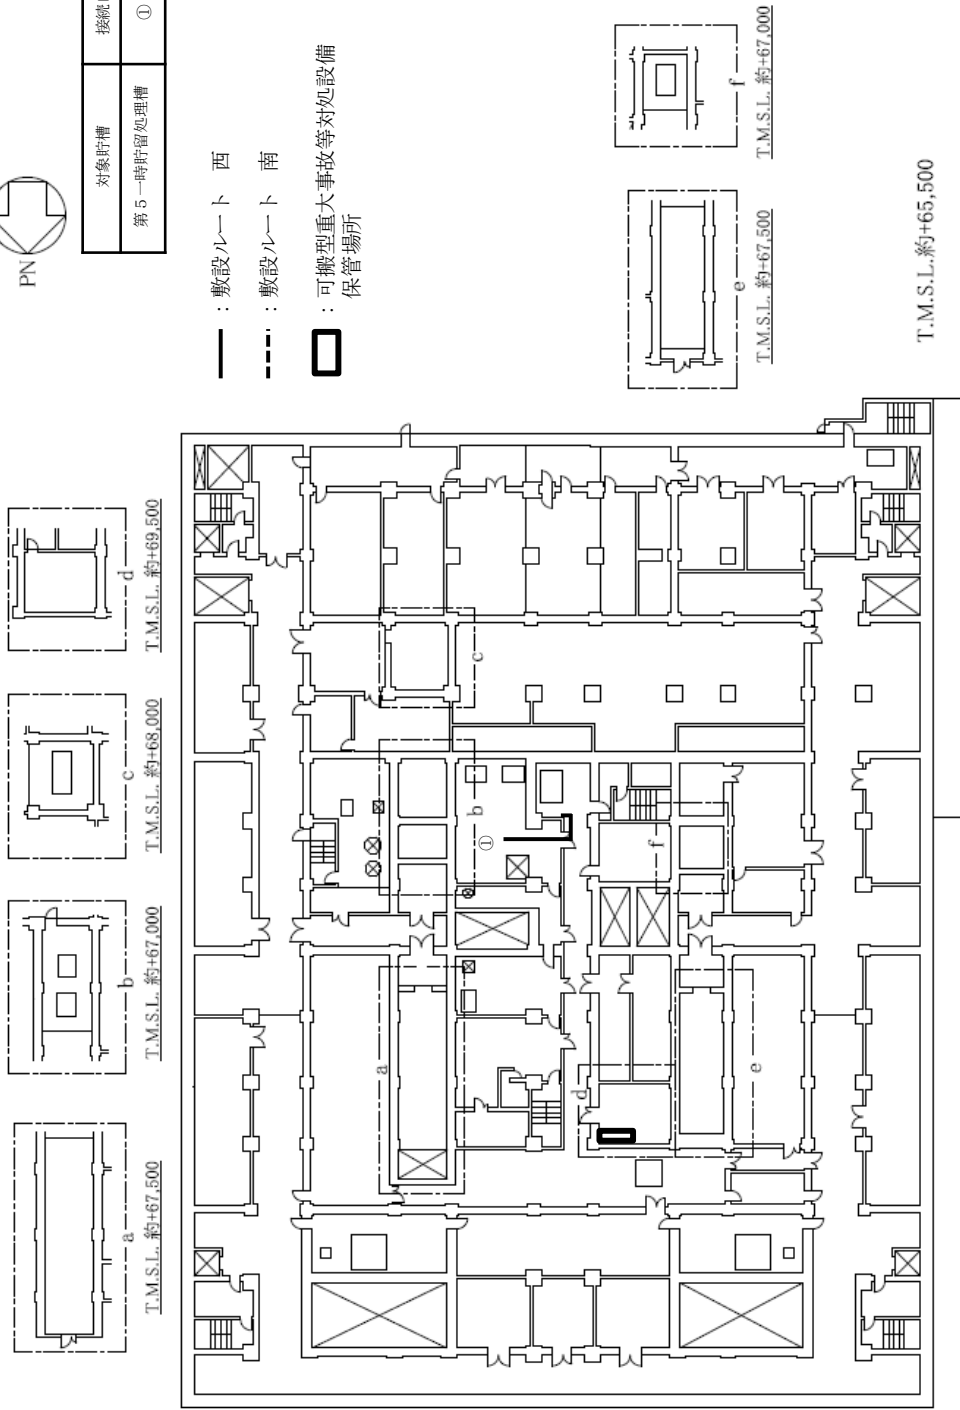 PN
対象貯槽
接続
第5一時貯留処理槽
①
：敷設ルート 西
：敷設ルート 南
：可搬型重大事故等対処設備
保管場所
a
T.M.S.L. 約+67,500
b
T.M.S.L. 約+67,000
c
T.M.S.L. 約+68,000
d
T.M.S.L. 約+69,500
e
T.M.S.L. 約+67,500
f
T.M.S.L. 約+67,000
T.M.S.L.約+65,500
a
b
c
d
e
f
①